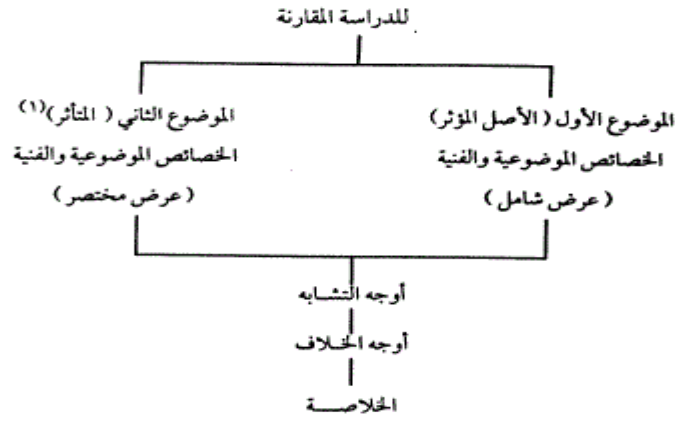 للدراسة المقارنة
الموضوع الأول ( الأصل المؤثر)
الخصائص الموضوعية والفنية
( عرض شامل )
الموضوع الثاني ( المتأثر)(١)
الخصائص الموضوعية والفنية
( عرض مختصر )
أوجه التشابه
أوجه الخلاف
الخلاصة